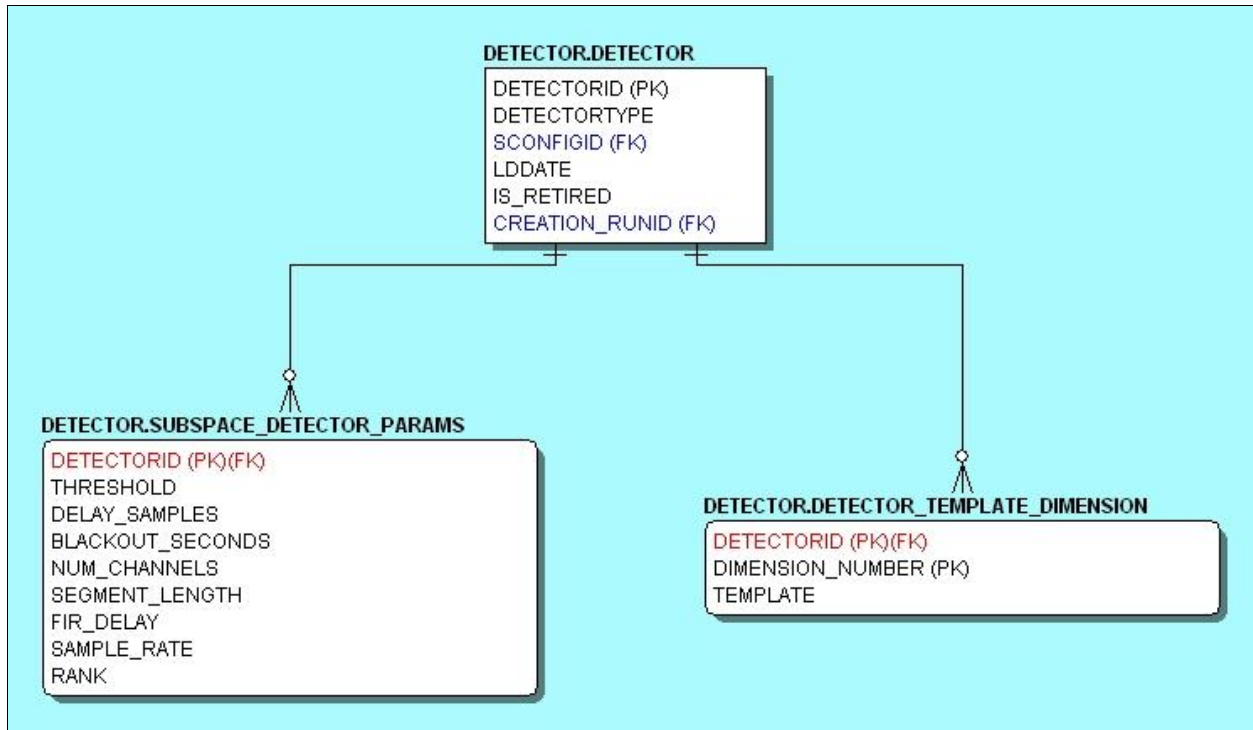 DETECTOR.DETECTOR
DETECTORID (PK)
DETECTORTYPE
SCONFIGID (FK)
LDDATE
IS_RETIRED
CREATION_RUNID (FK)
DETECTOR.SUBSPACE_DETECTOR_PARAMS
DETECTORID (PK)(FK)
THRESHOLD
DELAY_SAMPLES
BLACKOUT_SECONDS
NUM_CHANNELS
SEGMENT_LENGTH
FIR_DELAY
SAMPLE_RATE
RANK
DETECTOR.DETECTOR_TEMPLATE_DIMENSION
DETECTORID (PK)(FK)
DIMENSION_NUMBER (PK)
TEMPLATE